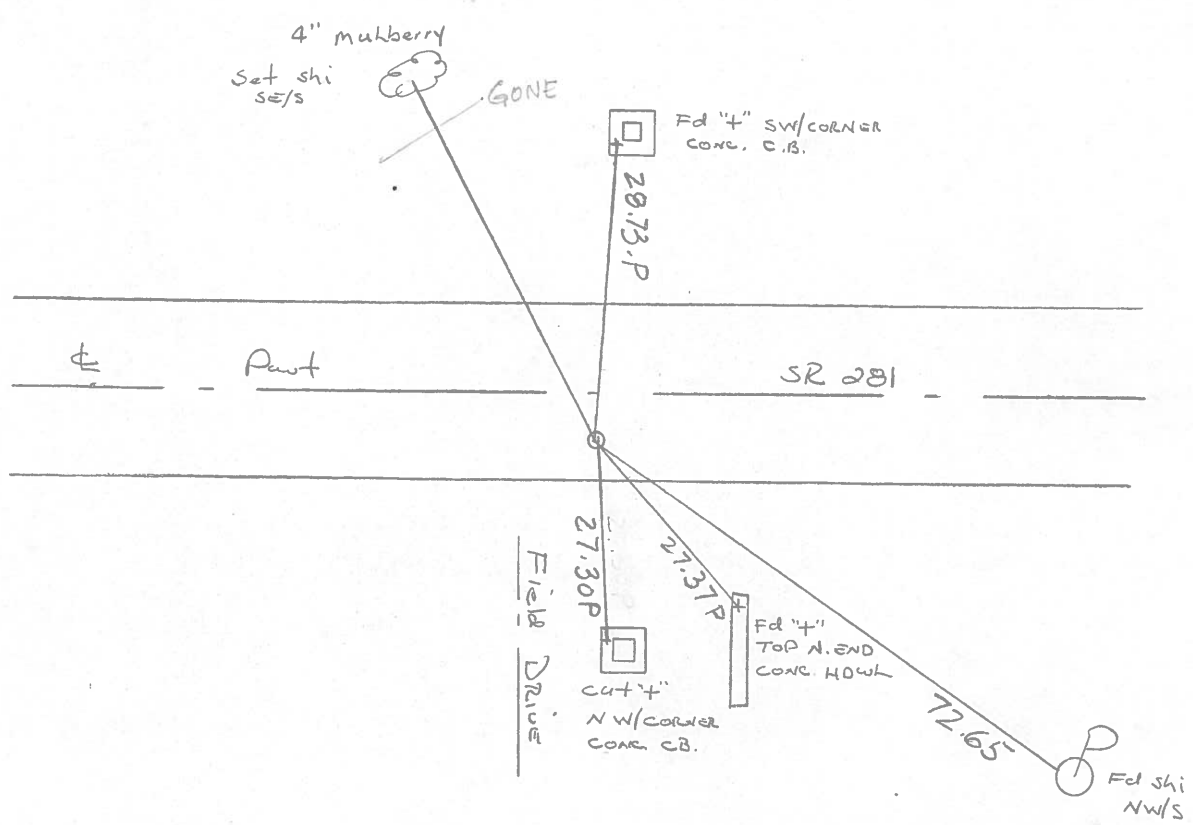 4" mulberry
Set shi
SE/S
GONE
Fd "+" SW/CORNER
CONC. C.B.
28.73.P
℄ Pavt SR 281
27.30P
27.37P
Field Drive
Fd "+"
TOP N. END
CONC. HDWL
cut "+"
NW/CORNER
CONC. CB.
72.65
Fd shi
NW/S